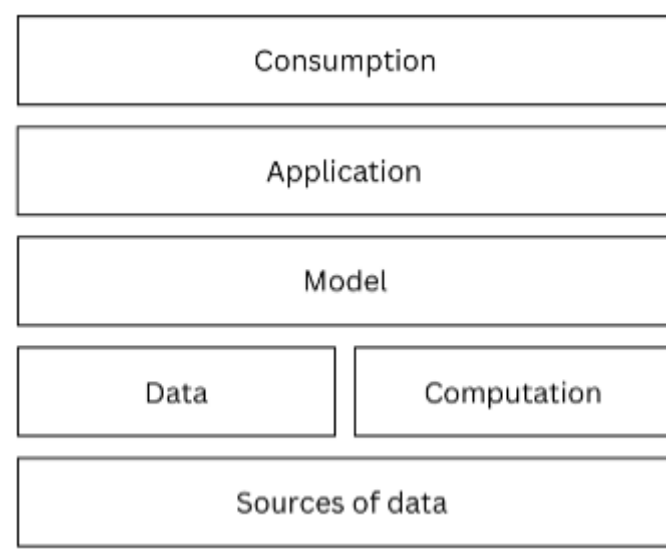 Consumption
Application
Model
Data
Computation
Sources of data